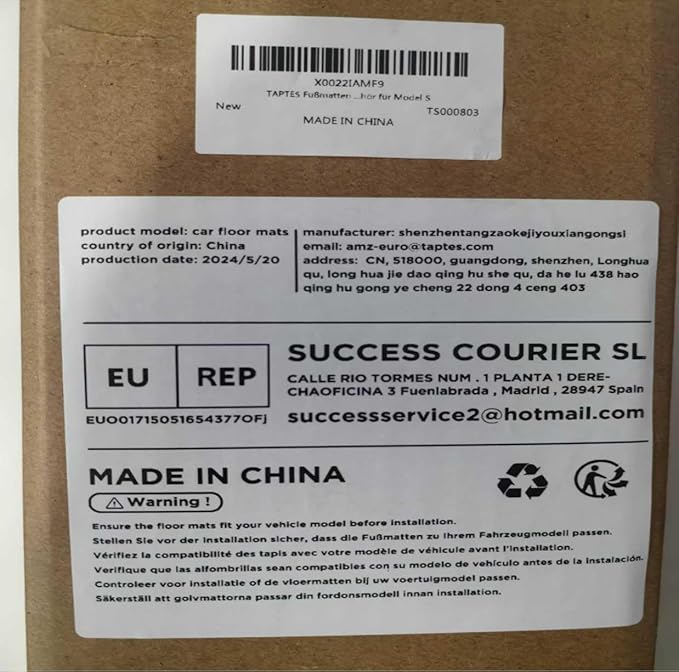 X0022IAMF9
TAPTES Fußmatten ...hör für Model S
New
TS000803
MADE IN CHINA
product model: car floor mats
country of origin: China
production date: 2024/5/20
manufacturer: shenzhentangzaokejiyouxiangongsi
email: amz-euro@taptes.com
address: CN, 518000, guangdong, shenzhen, Longhua
qu, long hua jie dao qing hu she qu, da he lu 438 hao
qing hu gong ye cheng 22 dong 4 ceng 403
EU REP
EUO01715051654377OFj
SUCCESS COURIER SL
CALLE RIO TORMES NUM . 1 PLANTA 1 DERE-
CHAOFICINA 3 Fuenlabrada , Madrid , 28947 Spain
successservice2@hotmail.com
MADE IN CHINA
Warning !
Ensure the floor mats fit your vehicle model before installation.
Stellen Sie vor der Installation sicher, dass die Fußmatten zu Ihrem Fahrzeugmodell passen.
Vérifiez la compatibilité des tapis avec votre modèle de véhicule avant l'installation.
Verifique que las alfombrillas sean compatibles con su modelo de vehículo antes de la instalación.
Controleer voor installatie of de vloermatten bij uw voertuigmodel passen.
Säkerställ att golvmattorna passar din fordonsmodell innan installation.